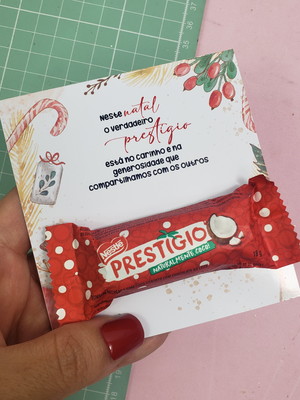 Neste natal
o verdadeiro
prestígio
está no carinho e na
generosidade que
compartilhamos com os outros
Nestlé
PRESTÍGIO
NATURALMENTE, COCO!